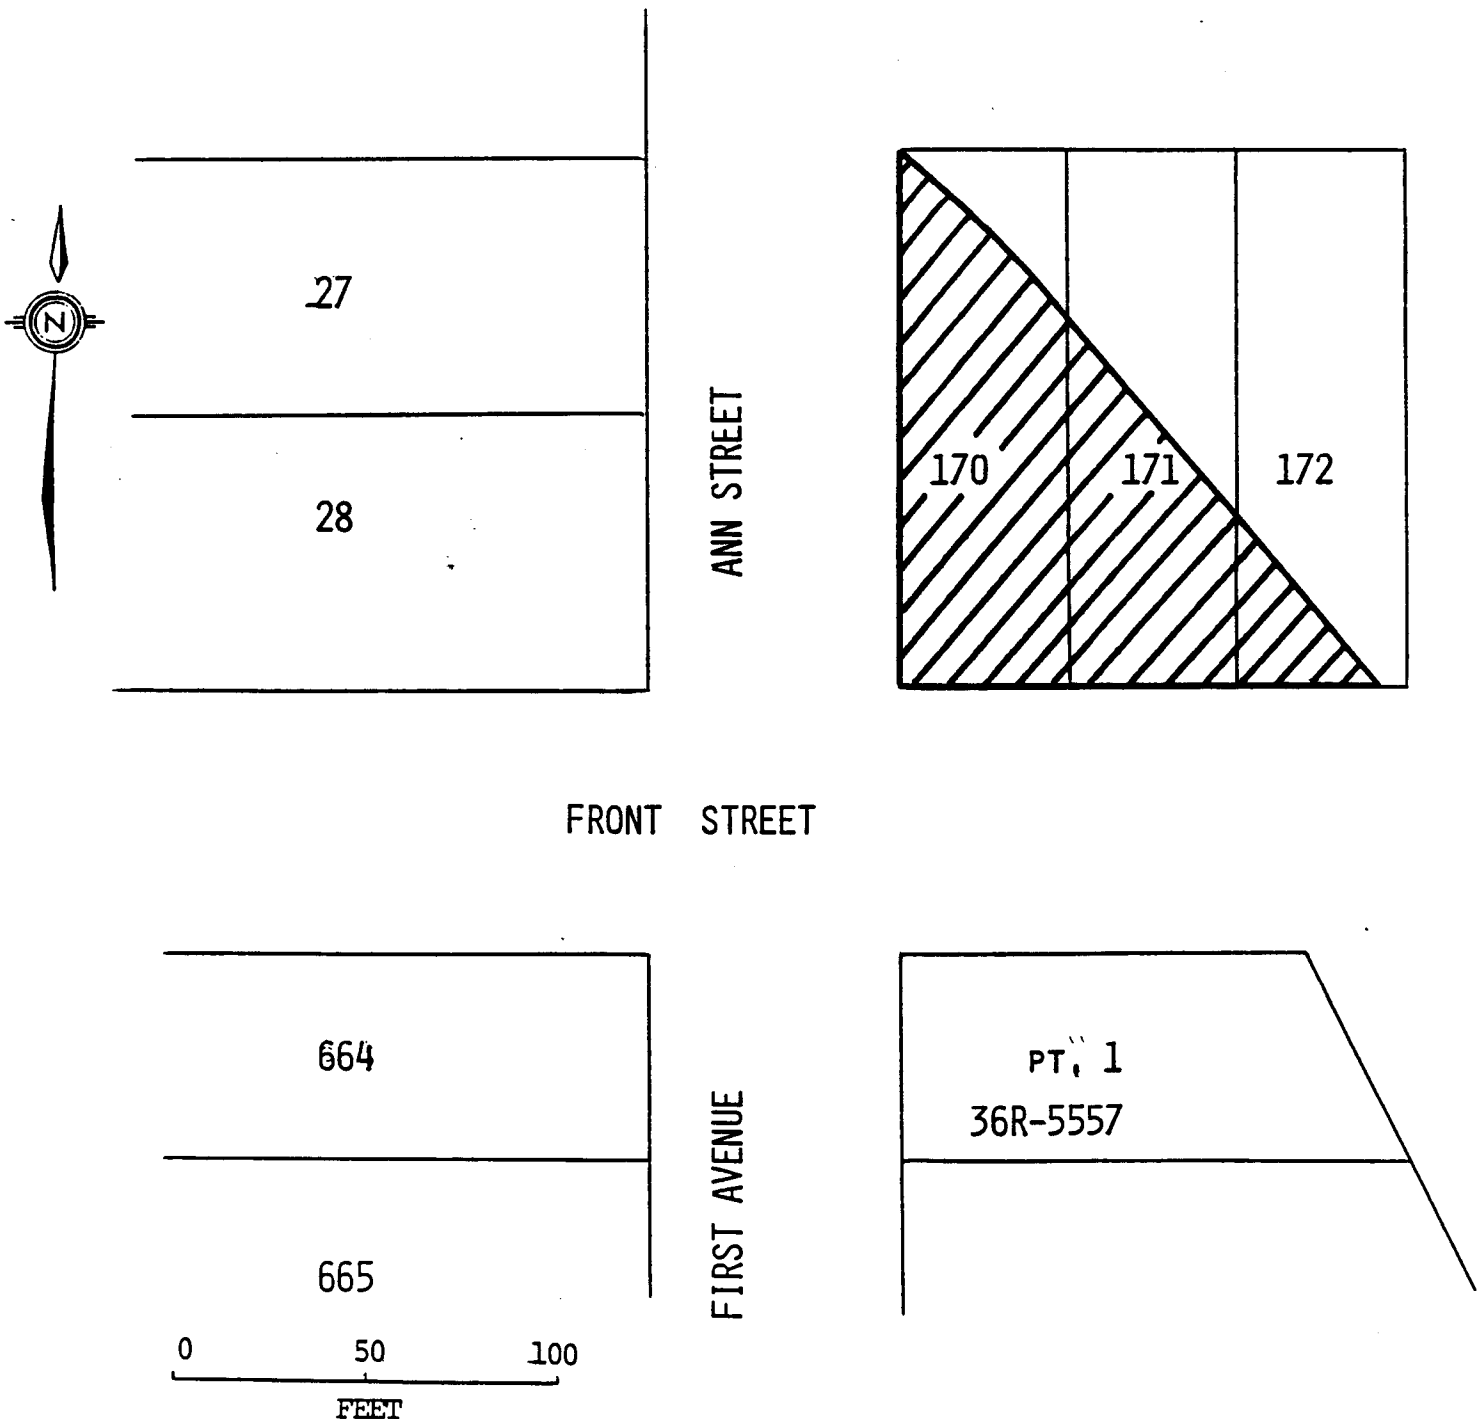 27
N
28
ANN STREET
170
171
172
FRONT STREET
664
PT. 1
36R-5557
FIRST AVENUE
665
0 50 100
FEET